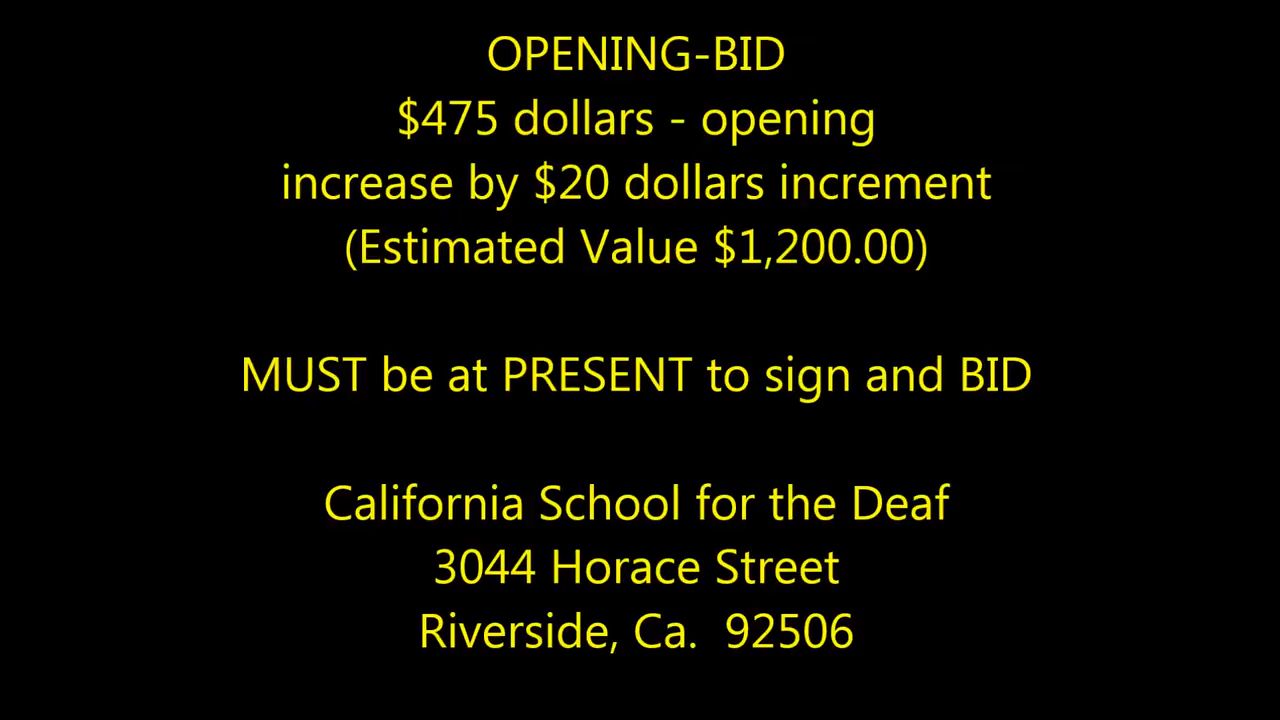 OPENING-BID
$475 dollars - opening
increase by $20 dollars increment
(Estimated Value $1,200.00)
MUST be at PRESENT to sign and BID
California School for the Deaf
3044 Horace Street
Riverside, Ca.  92506